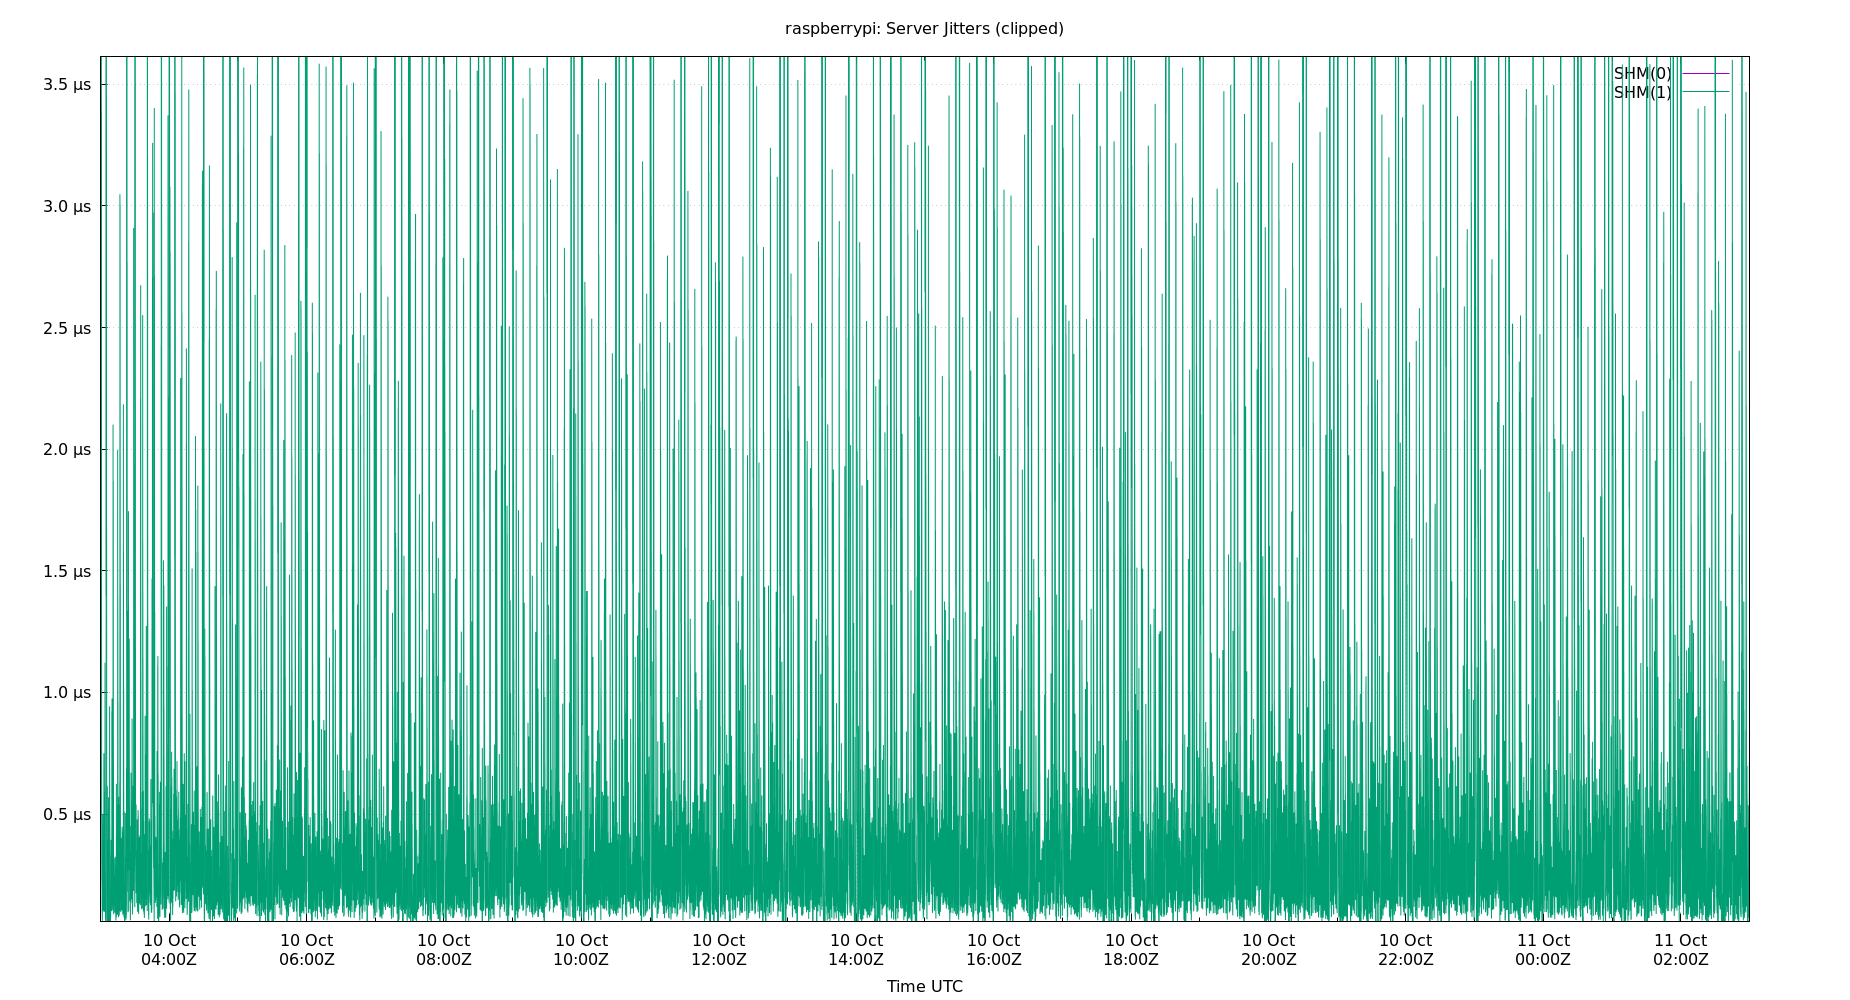 raspberrypi: Server Jitters (clipped)
SHM(0)
SHM(1)
3.5 µs
3.0 µs
2.5 µs
2.0 µs
1.5 µs
1.0 µs
0.5 µs
10 Oct 10 Oct 10 Oct 10 Oct 10 Oct 10 Oct 10 Oct 10 Oct 10 Oct 10 Oct 11 Oct 11 Oct
04:00Z 06:00Z 08:00Z 10:00Z 12:00Z 14:00Z 16:00Z 18:00Z 20:00Z 22:00Z 00:00Z 02:00Z
Time UTC